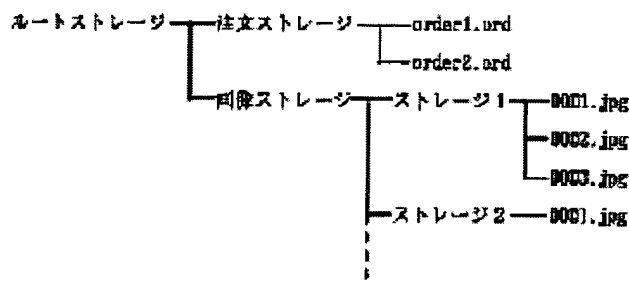 ルートストレージ 注文ストレージ order1.ord
order2.ord
画像ストレージ ストレージ1 0001.jpg
0002.jpg
0003.jpg
ストレージ2 0001.jpg